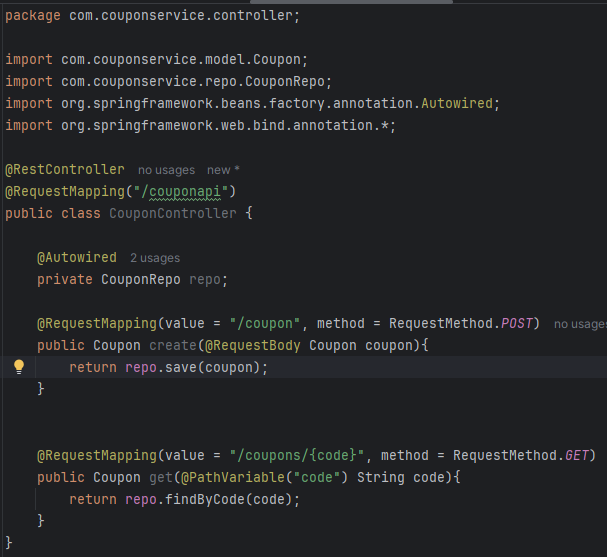 package com.couponservice.controller;
import com.couponservice.model.Coupon;
import com.couponservice.repo.CouponRepo;
import org.springframework.beans.factory.annotation.Autowired;
import org.springframework.web.bind.annotation.*;
@RestController no usages new *
@RequestMapping("/couponapi")
public class CouponController {
@Autowired 2 usages
private CouponRepo repo;
@RequestMapping(value = "/coupon", method = RequestMethod.POST) no usages
public Coupon create(@RequestBody Coupon coupon){
return repo.save(coupon);
}
@RequestMapping(value = "/coupons/{code}", method = RequestMethod.GET)
public Coupon get(@PathVariable("code") String code){
return repo.findByCode(code);
}
}